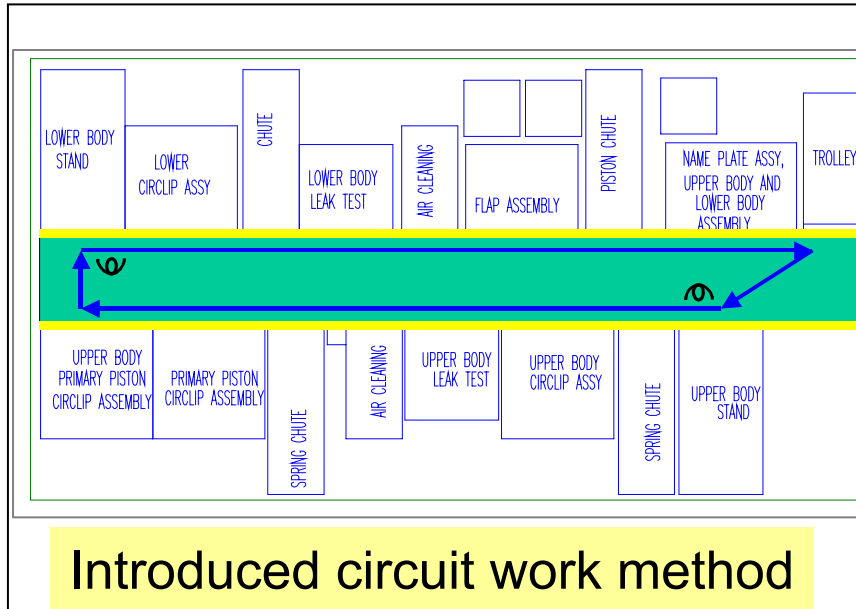 LOWER BODY
STAND
LOWER
CIRCLIP ASSY
CHUTE
LOWER BODY
LEAK TEST
AIR CLEANING
FLAP ASSEMBLY
PISTON CHUTE
NAME PLATE ASSY,
UPPER BODY AND
LOWER BODY
ASSEMBLY
TROLLEY
UPPER BODY
PRIMARY PISTON
CIRCLIP ASSEMBLY
PRIMARY PISTON
CIRCLIP ASSEMBLY
SPRING CHUTE
AIR CLEANING
UPPER BODY
LEAK TEST
UPPER BODY
CIRCLIP ASSY
SPRING CHUTE
UPPER BODY
STAND
Introduced circuit work method